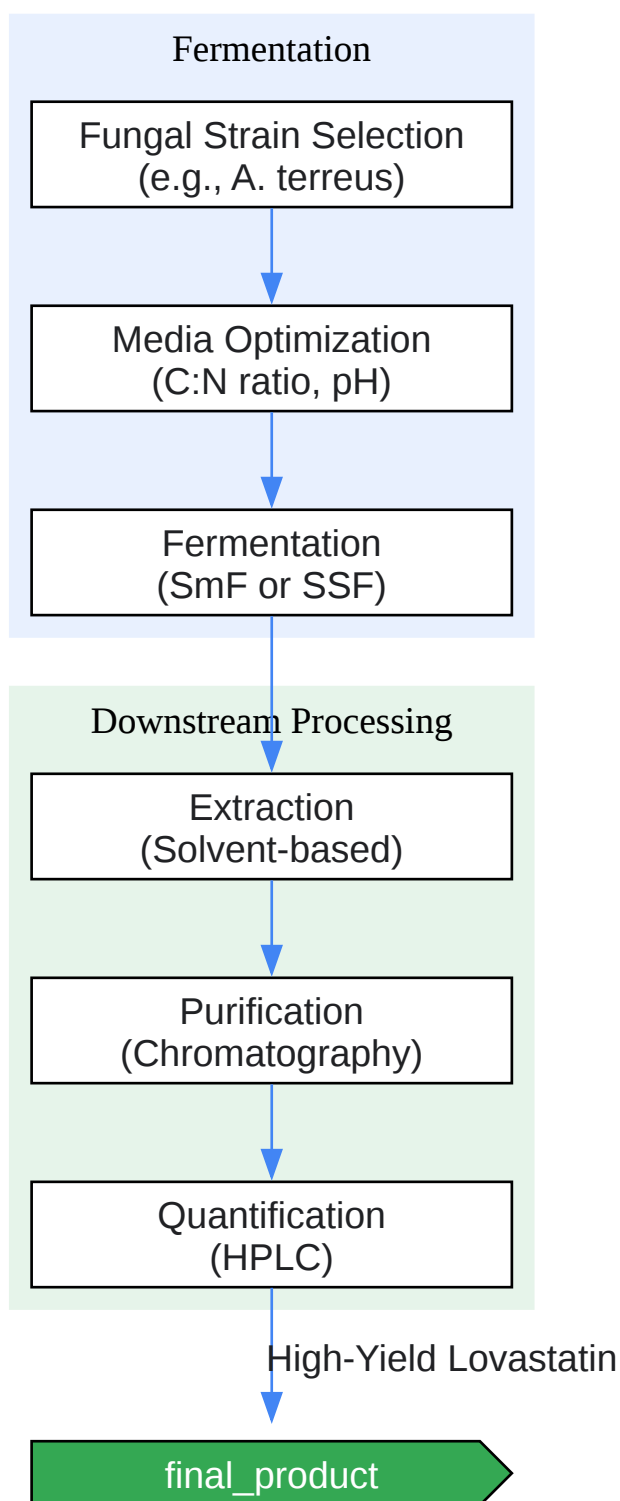 Fermentation
Fungal Strain Selection
(e.g., A. terreus)
Media Optimization
(C:N ratio, pH)
Fermentation
(SmF or SSF)
Downstream Processing
Extraction
(Solvent-based)
Purification
(Chromatography)
Quantification
(HPLC)
High-Yield Lovastatin
final_product